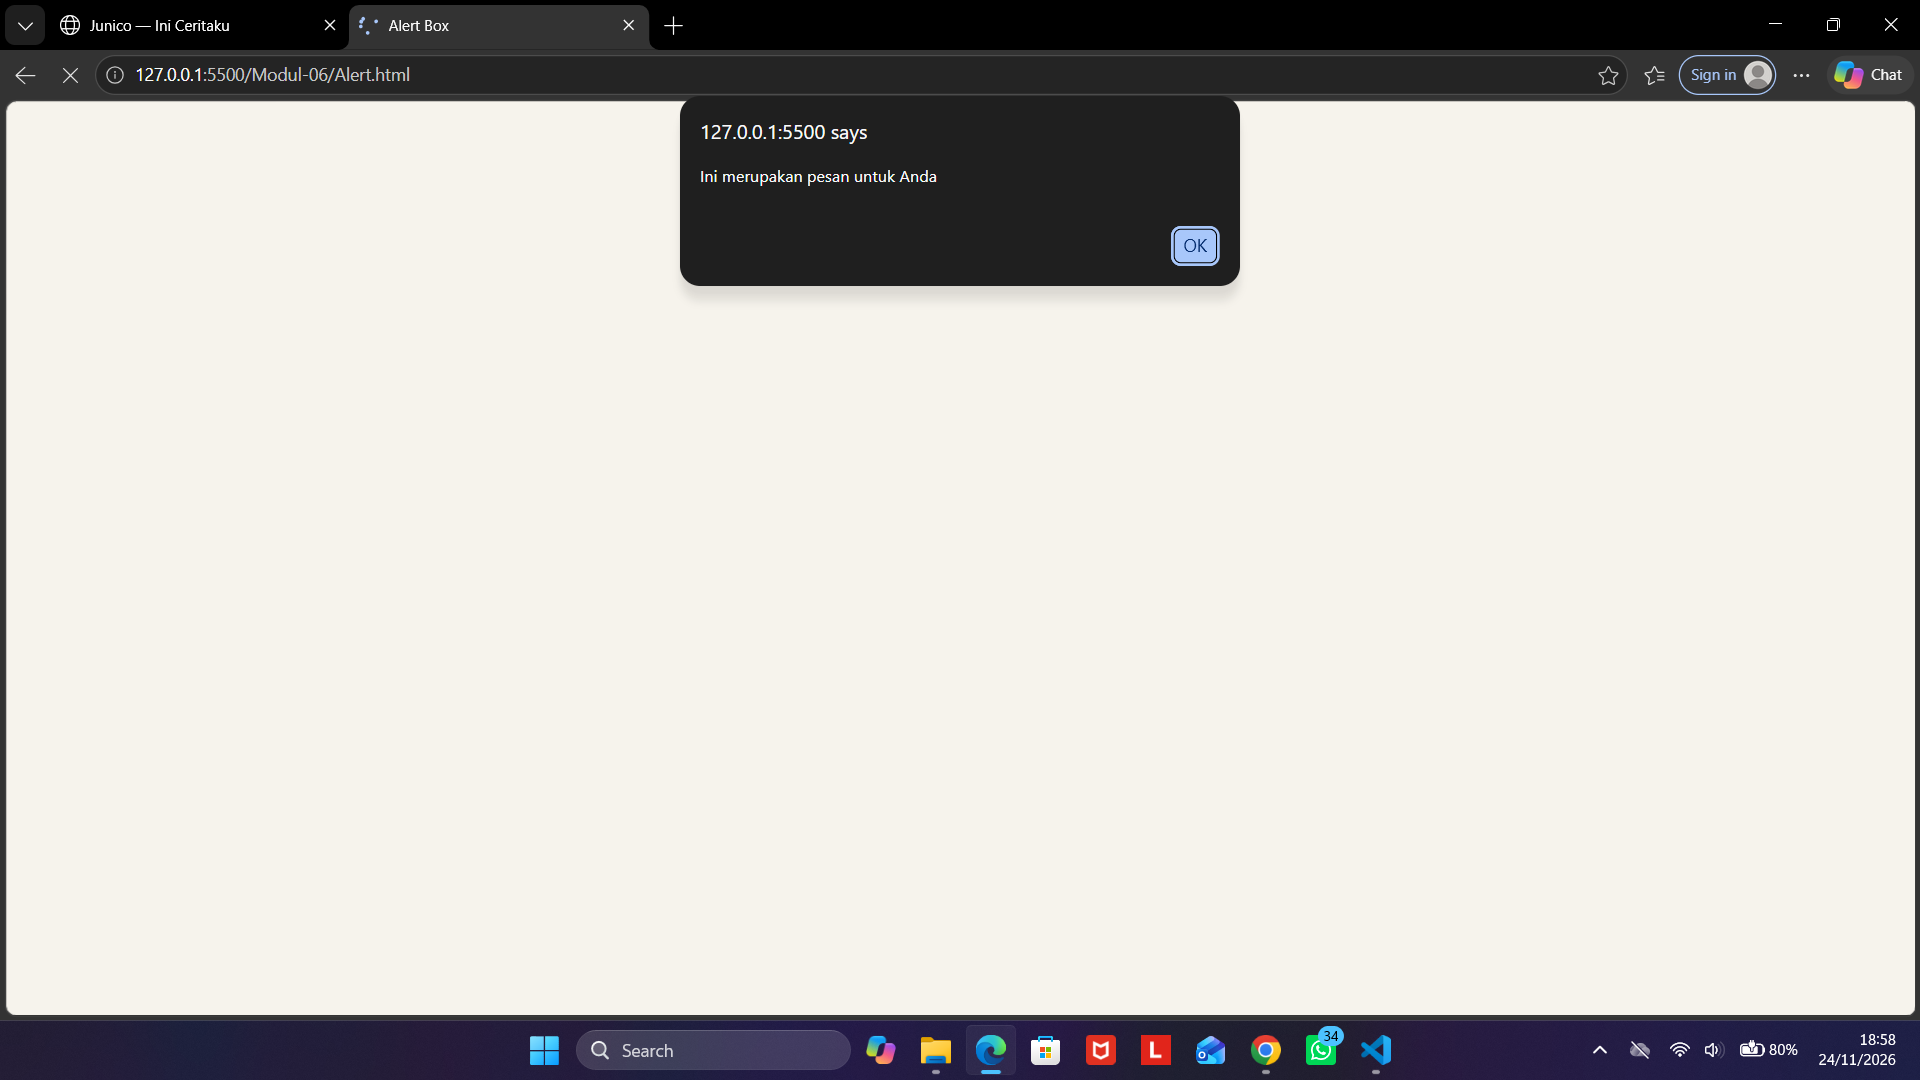 Junico — Ini Ceritaku
Alert Box
127.0.0.1:5500/Modul-06/Alert.html
Sign in
Chat
127.0.0.1:5500 says
Ini merupakan pesan untuk Anda
OK
Search
L
34
80%
18:58
24/11/2026